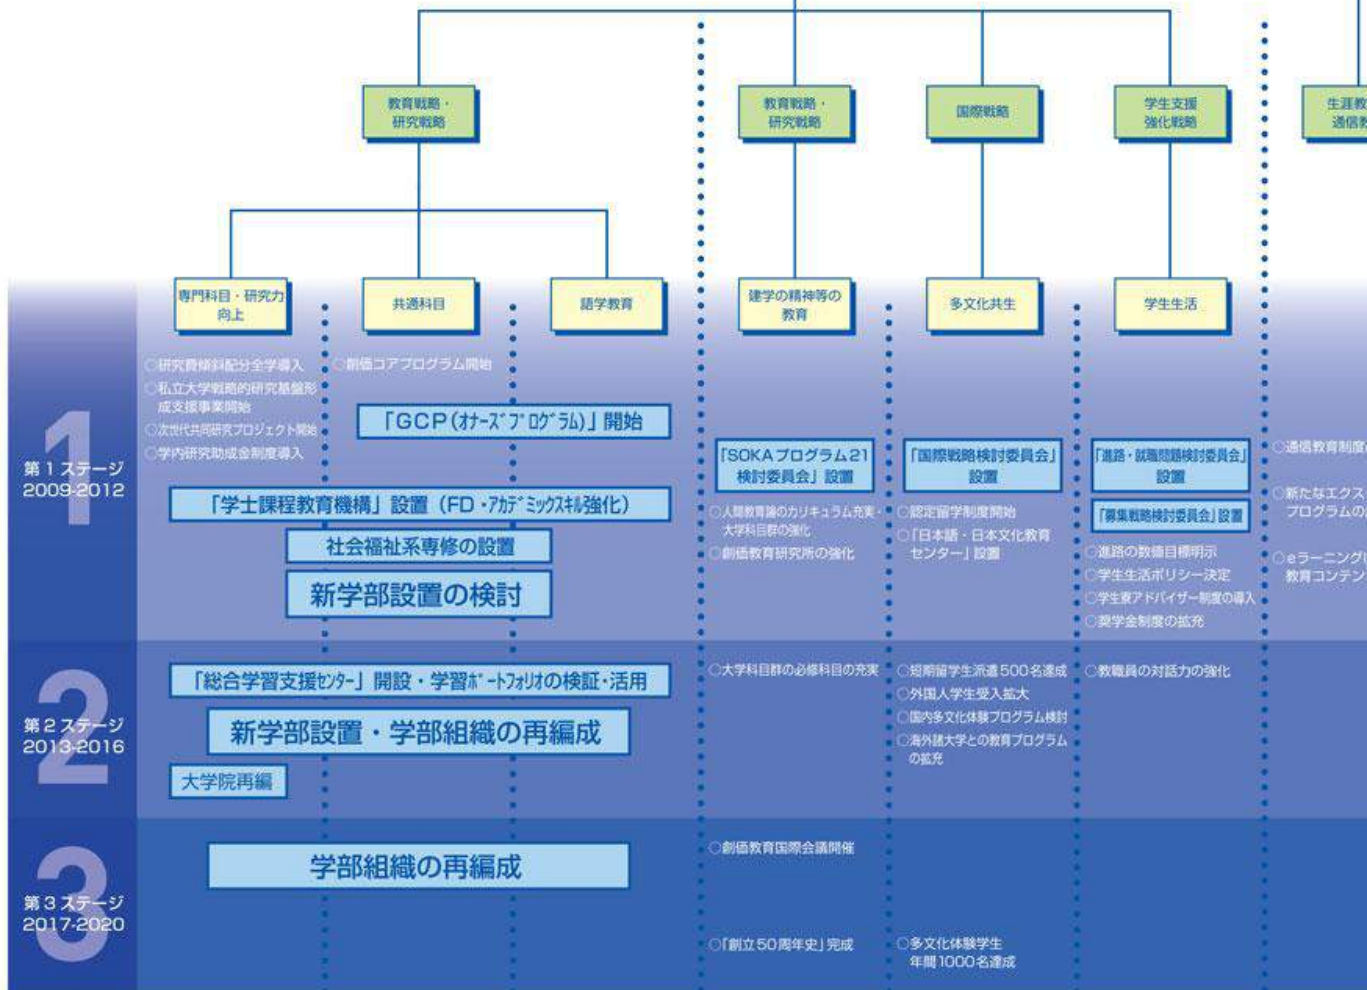 教育戦略・
研究戦略
教育戦略・
研究戦略
国際戦略
学生支援
強化戦略
生涯教
通信教
専門科目・研究力
向上
共通科目
語学教育
建学の精神等の
教育
多文化共生
学生生活
1
第1ステージ
2009-2012
○研究費傾斜配分全学導入
○私立大学戦略的研究基盤形
成支援事業開始
○次世代共同研究プロジェクト開始
○学内研究助成金制度導入
○創価コアプログラム開始
「GCP(オナーズプログラム)」開始
「学士課程教育機構」設置(FD・アカデミックスキル強化)
社会福祉系専修の設置
新学部設置の検討
「SOKAプログラム21
検討委員会」設置
○人間教育論のカリキュラム充実・
大学科目群の強化
○創価教育研究所の強化
「国際戦略検討委員会」
設置
○認定留学制度開始
○「日本語・日本文化教育
センター」設置
「進路・就職問題検討委員会」
設置
「募集戦略検討委員会」設置
○進路の数値目標明示
○学生生活ポリシー決定
○学生寮アドバイザー制度の導入
○奨学金制度の拡充
○通信教育制度
○新たなエクス
プログラムの
○eラーニング
教育コンテン
2
第2ステージ
2013-2016
「総合学習支援センター」開設・学習ポートフォリオの検証・活用
新学部設置・学部組織の再編成
大学院再編
○大学科目群の必修科目の充実
○短期留学生派遣500名達成
○外国人学生受入拡大
○国内多文化体験プログラム検討
○海外諸大学との教育プログラム
の拡充
○教職員の対話力の強化
3
第3ステージ
2017-2020
学部組織の再編成
○創価教育国際会議開催
○「創立50周年史」完成
○多文化体験学生
年間1000名達成